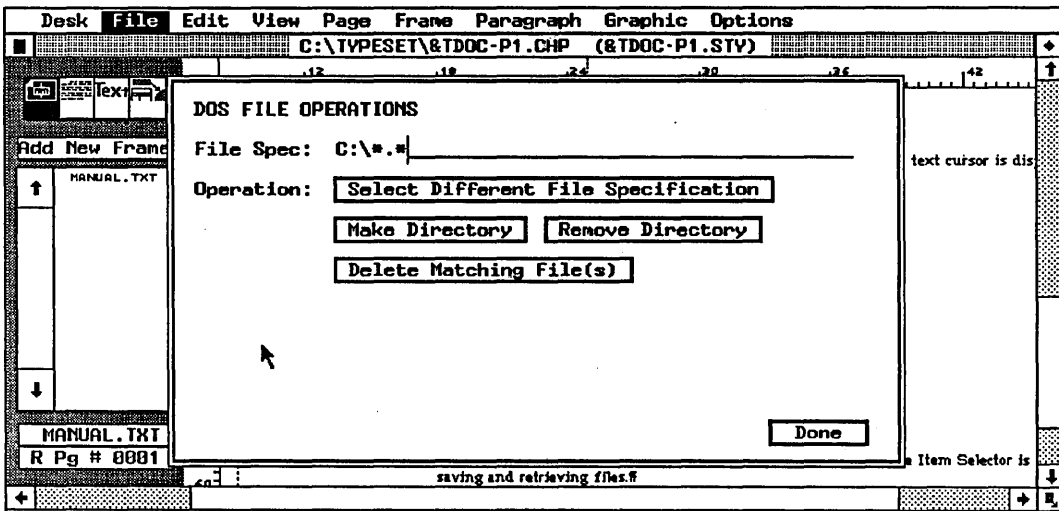 Desk File Edit View Page Frame Paragraph Graphic Options
C:\TYPESET\&TDOC-P1.CHP (&TDOC-P1.STY)
12 18 24 30 36 42
Text
DOS FILE OPERATIONS
Add New Frame
File Spec: C:\*.*
text cursor is dis
MANUAL.TXT
Operation: Select Different File Specification
Make Directory Remove Directory
Delete Matching File(s)
Done
MANUAL.TXT
R Pg # 0001
e Item Selector is
60
saving and retrieving files.¶